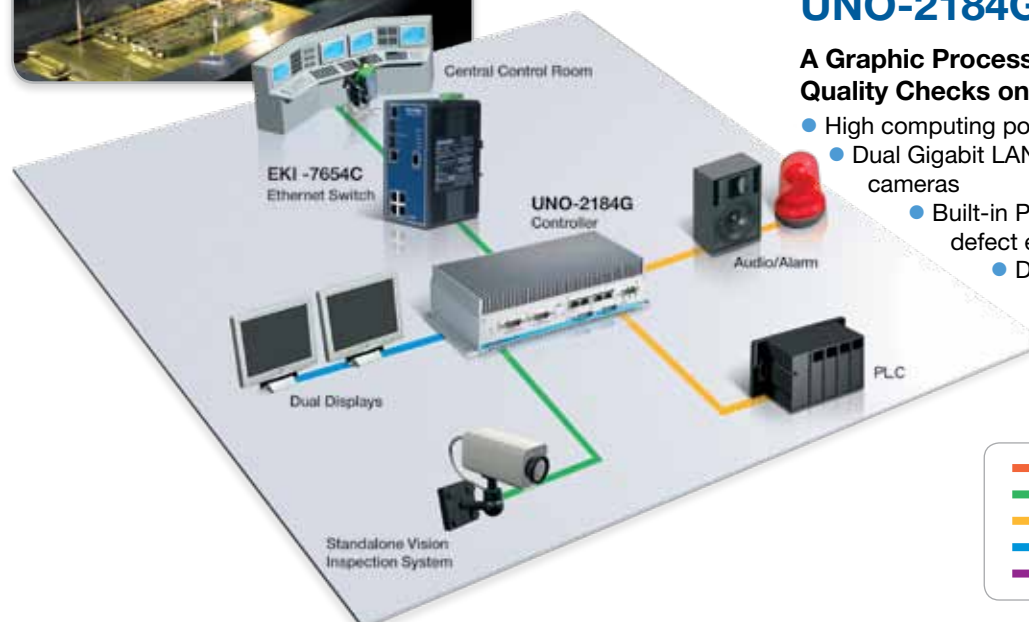 UNO-2184G
A Graphic Process
Quality Checks on
High computing po
Dual Gigabit LAN
cameras
Built-in P
defect e
D
Central Control Room
EKI -7654C
Ethernet Switch
UNO-2184G
Controller
Audio/Alarm
PLC
Dual Displays
Standalone Vision
Inspection System